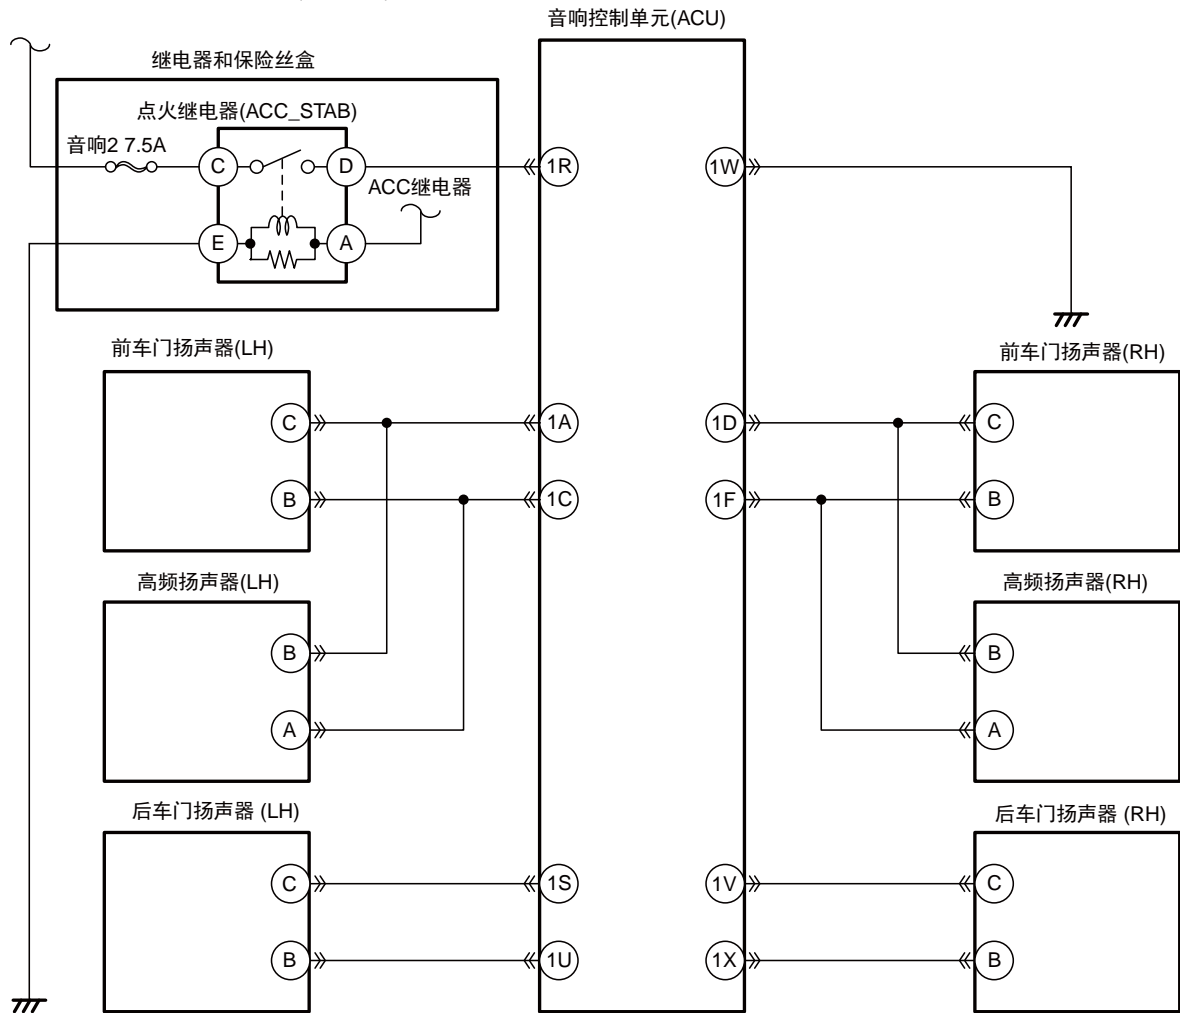 音响控制单元(ACU)
继电器和保险丝盒
点火继电器(ACC_STAB)
音响2 7.5A
C
D
1R
1W
ACC继电器
E
A
前车门扬声器(LH)
前车门扬声器(RH)
C
1A
1D
C
B
1C
1F
B
高频扬声器(LH)
高频扬声器(RH)
B
B
A
A
后车门扬声器 (LH)
后车门扬声器 (RH)
C
1S
1V
C
B
1U
1X
B